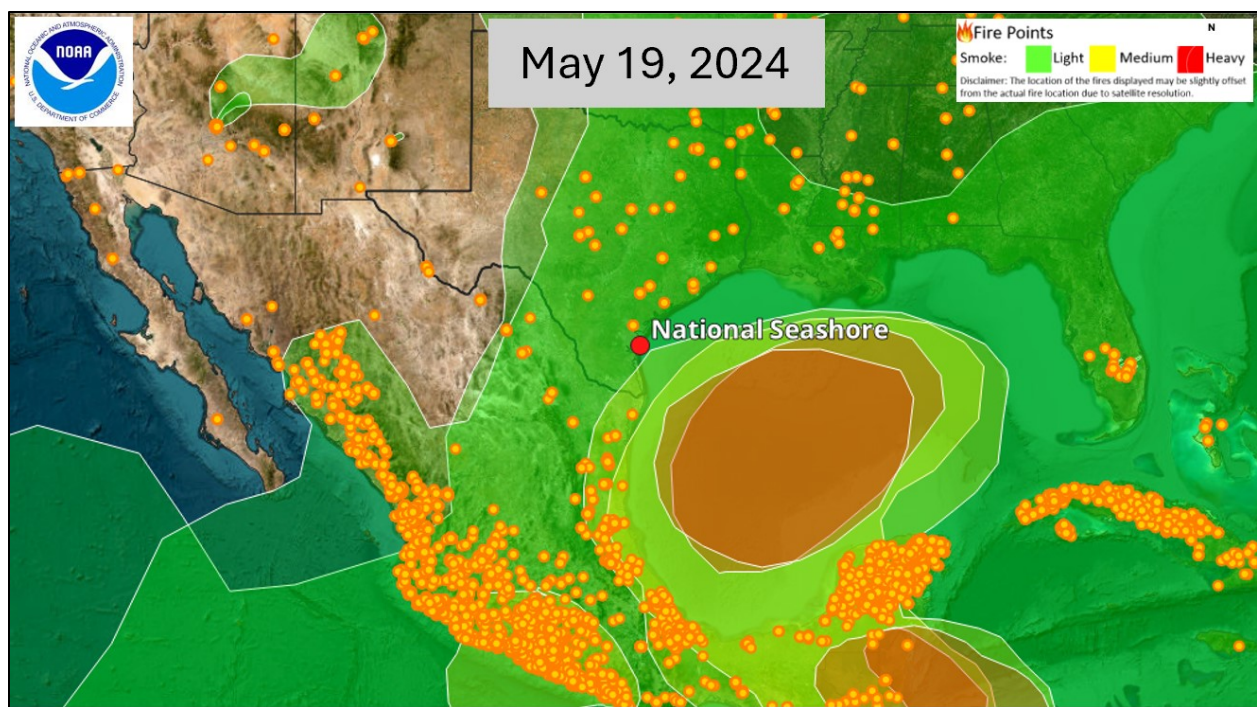 NATIONAL OCEANIC AND ATMOSPHERIC ADMINISTRATION
NOAA
U.S. DEPARTMENT OF COMMERCE
May 19, 2024
N
Fire Points
Smoke: Light Medium Heavy
Disclaimer: The location of the fires displayed may be slightly offset
from the actual fire location due to satellite resolution.
National Seashore